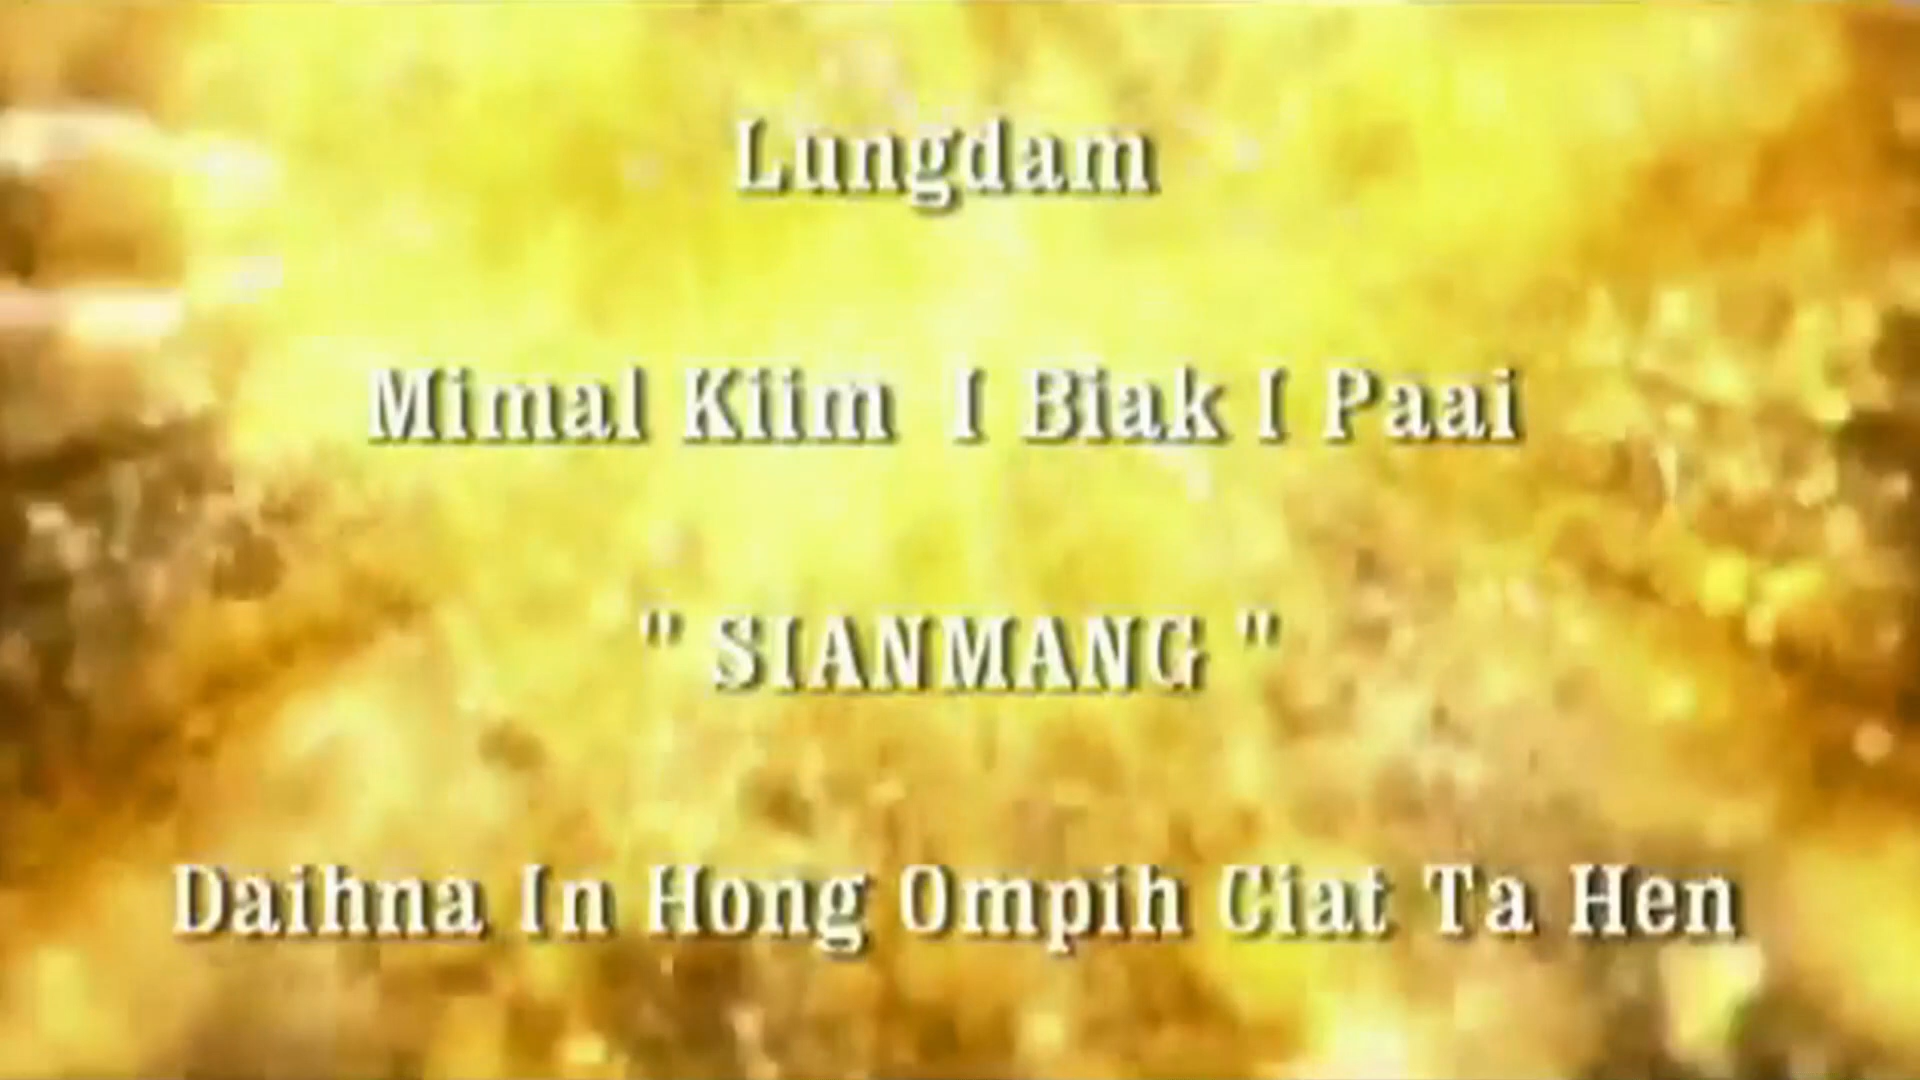 Lungdam
Mimal Kiim I Biak I Paai
" SIANMANG "
Daihna In Hong Ompih Ciat Ta Hen